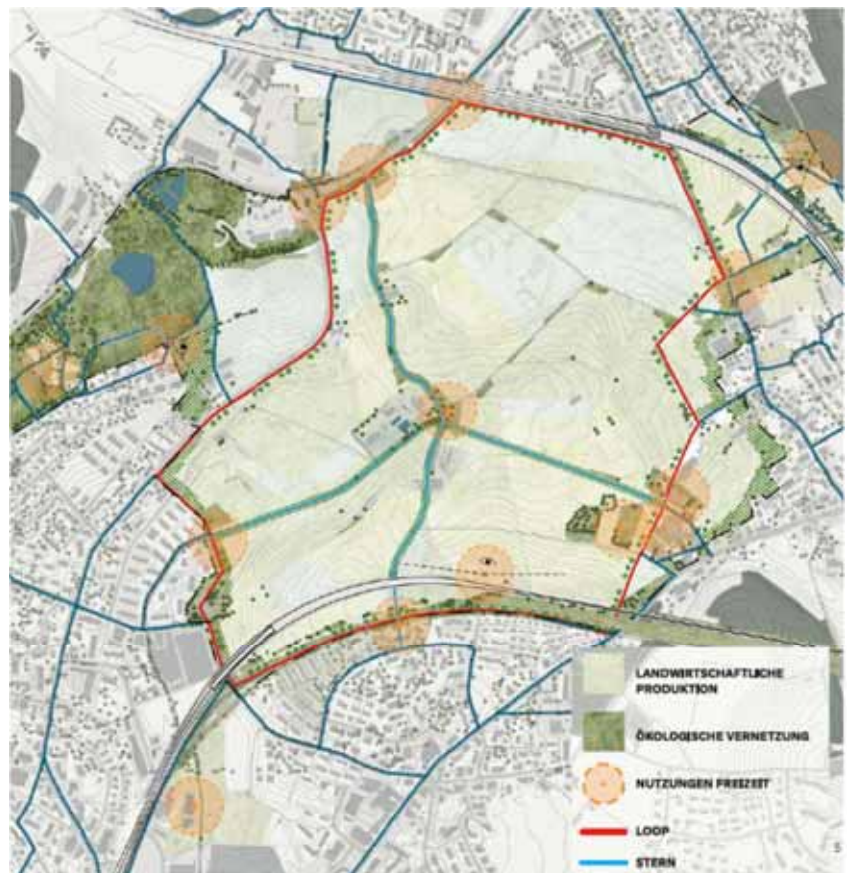 LANDWIRTSCHAFTLICHE
PRODUKTION
ÖKOLOGISCHE VERNETZUNG
NUTZUNGEN FREIZEIT
LOOP
5
STERN